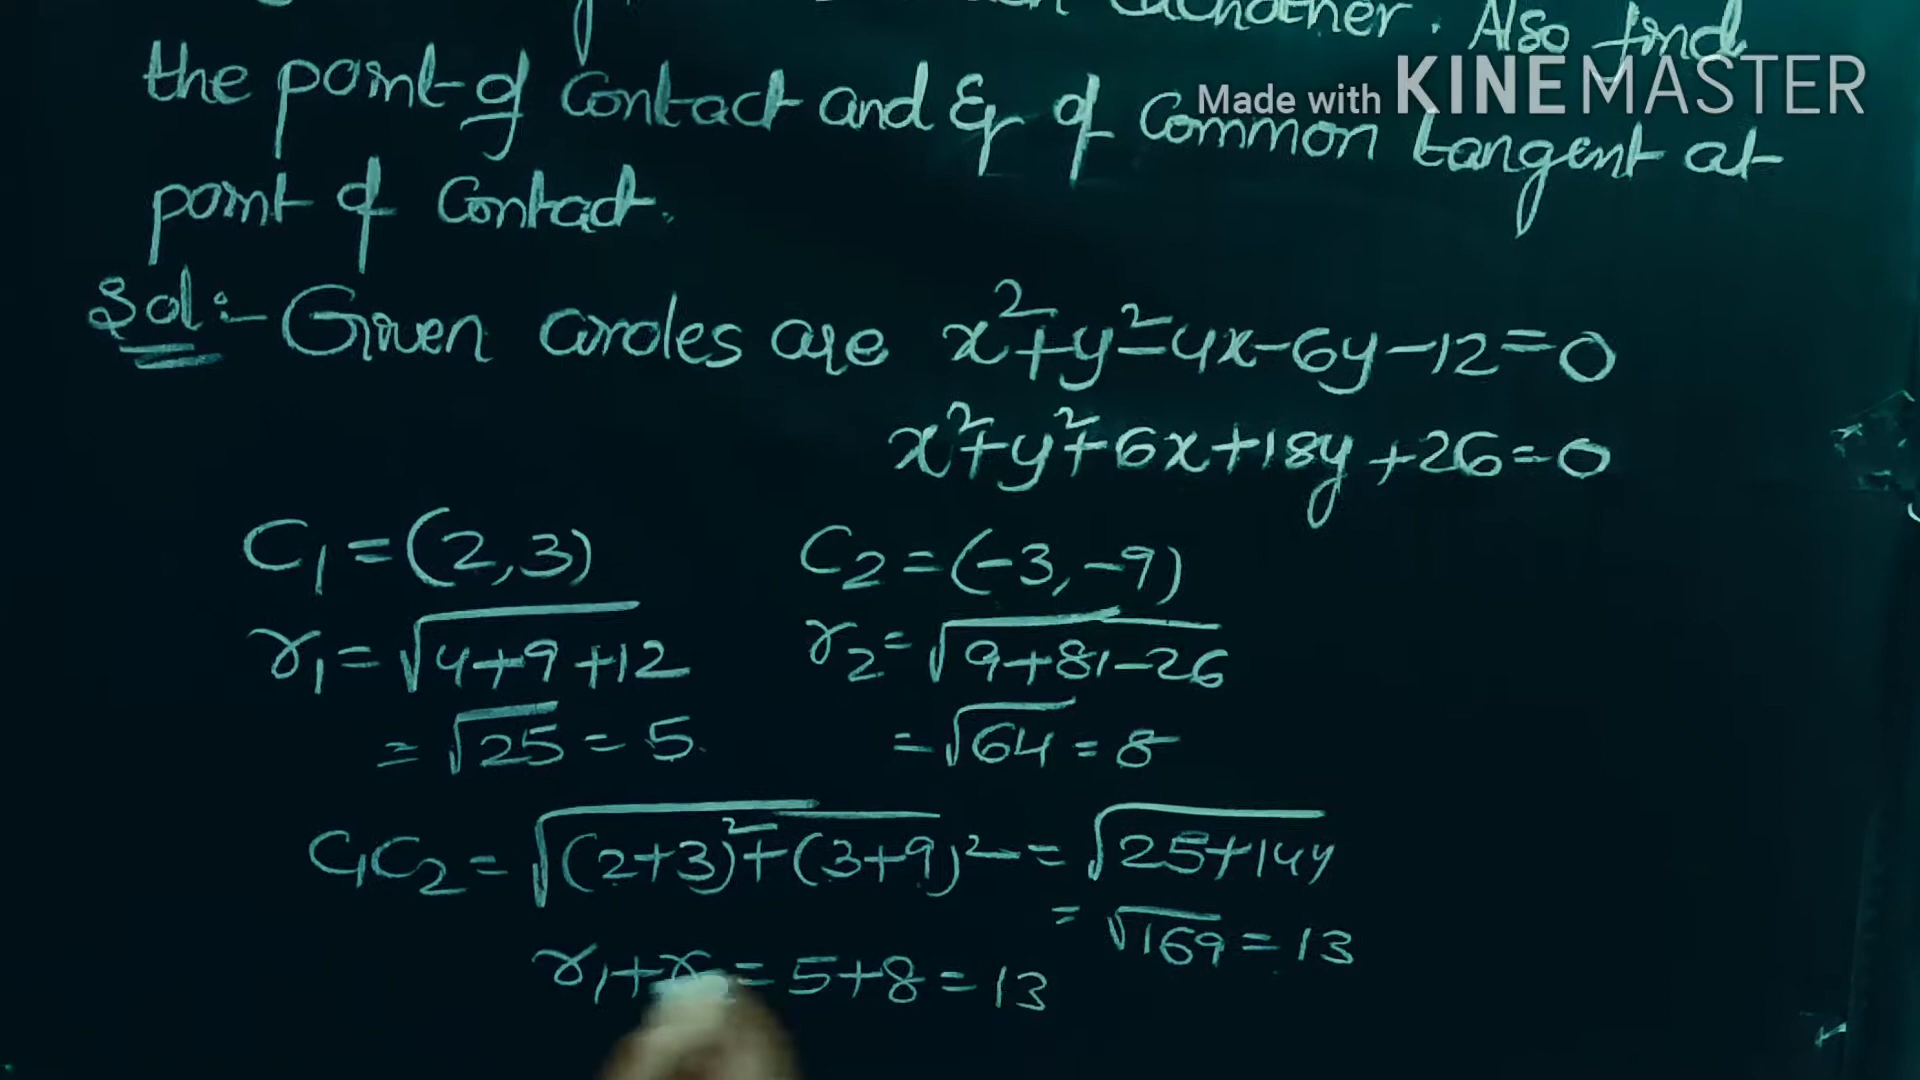 eachother. Also find
the point of Contact and Eq of Common tangent at
Made with KINEMASTER
point of Contact.
Sol:- Given circles are x²+y²-4x-6y-12=0
x²+y²+6x+18y+26=0
C₁=(2,3) C₂=(-3,-9)
r₁=√4+9+12 r₂=√9+81-26
=√25=5. =√64=8
C₁C₂=√(2+3)²+(3+9)²=√25+144
=√169=13
r₁+r₂=5+8=13